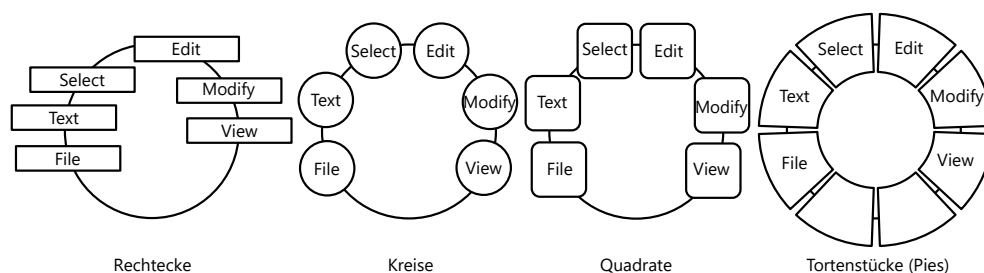 Edit
Select
Modify
Text
View
File
Rechtecke
Select
Edit
Text
Modify
File
View
Kreise
Select
Edit
Text
Modify
File
View
Quadrate
Select
Edit
Text
Modify
File
View
Tortenstücke (Pies)